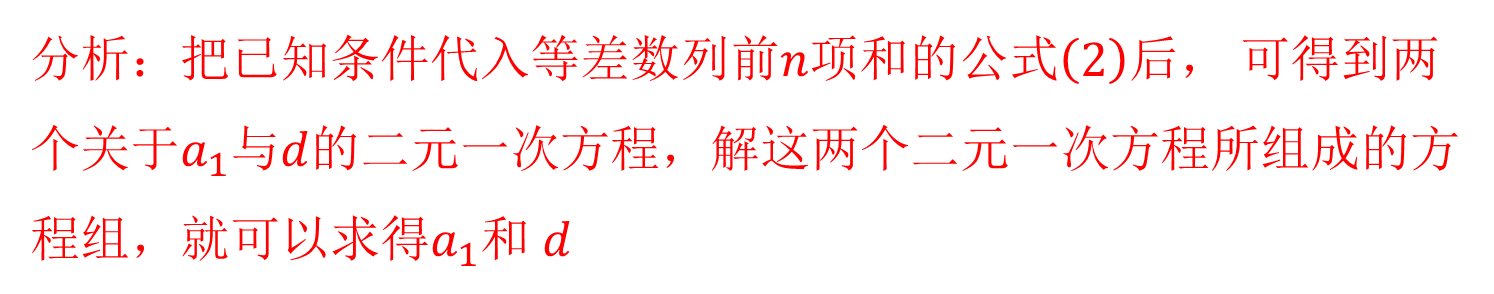 分析：把已知条件代入等差数列前n项和的公式(2)后， 可得到两
个关于a₁与d的二元一次方程，解这两个二元一次方程所组成的方
程组，就可以求得a₁和 d